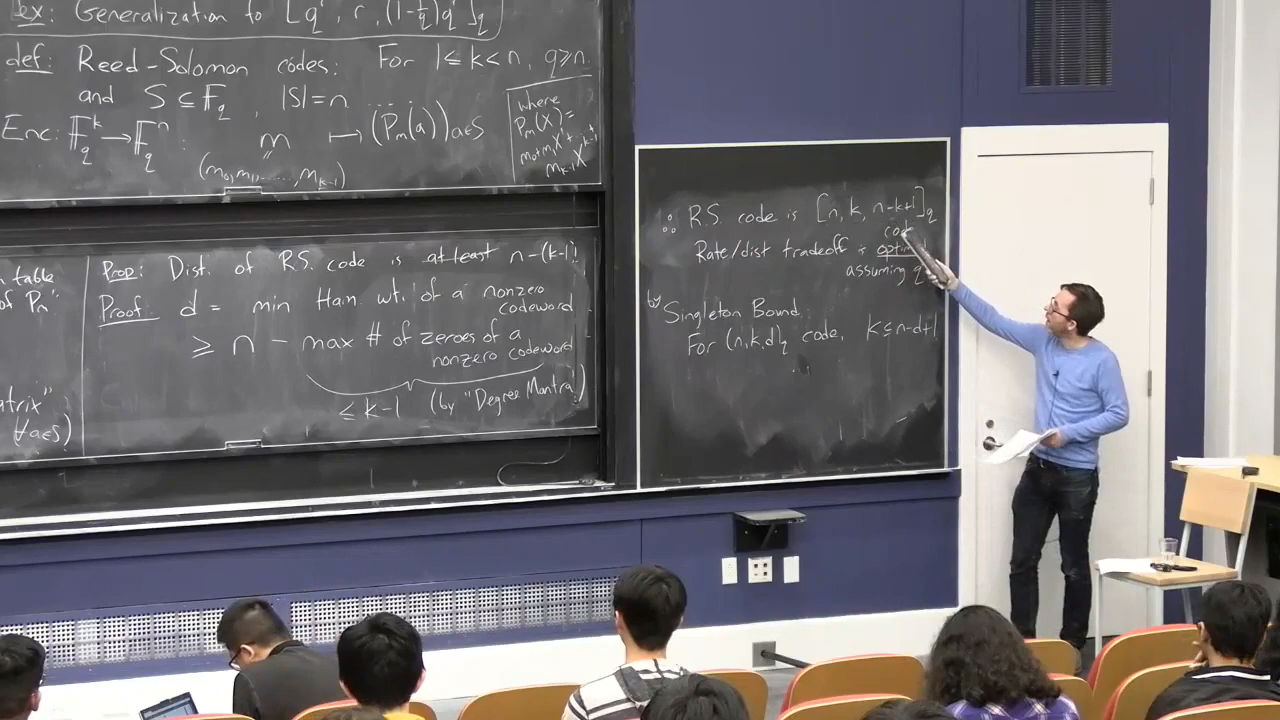 ex: Generalization to [q^r, r, (1-1/q)q^r]_q
def: Reed-Solomon codes. For 1≤k<n, q≥n
and S ⊆ F_q, |S|=n
Enc: F_q^k → F_q^n : m ↦ (P_m(a))_{a∈S}
(m_0, m_1, ......, m_{k-1})
where
P_m(X) =
m_0+m_1X^1+
m_{k-1}X^{k-1}
n table
of P_n"
atrix"
∀a∈S)
Prop: Dist. of R.S. code is at least n-(k-1)!
Proof: d = min Ham. wt. of a nonzero
codeword
≥ n - max # of zeroes of a
nonzero codeword
≤ k-1 (by "Degree Mantra")
∴ R.S. code is [n, k, n-k+1]_q
Rate/dist tradeoff is
assuming q
by Singleton Bound
For (n,k,d)_q code, k≤n-d+1